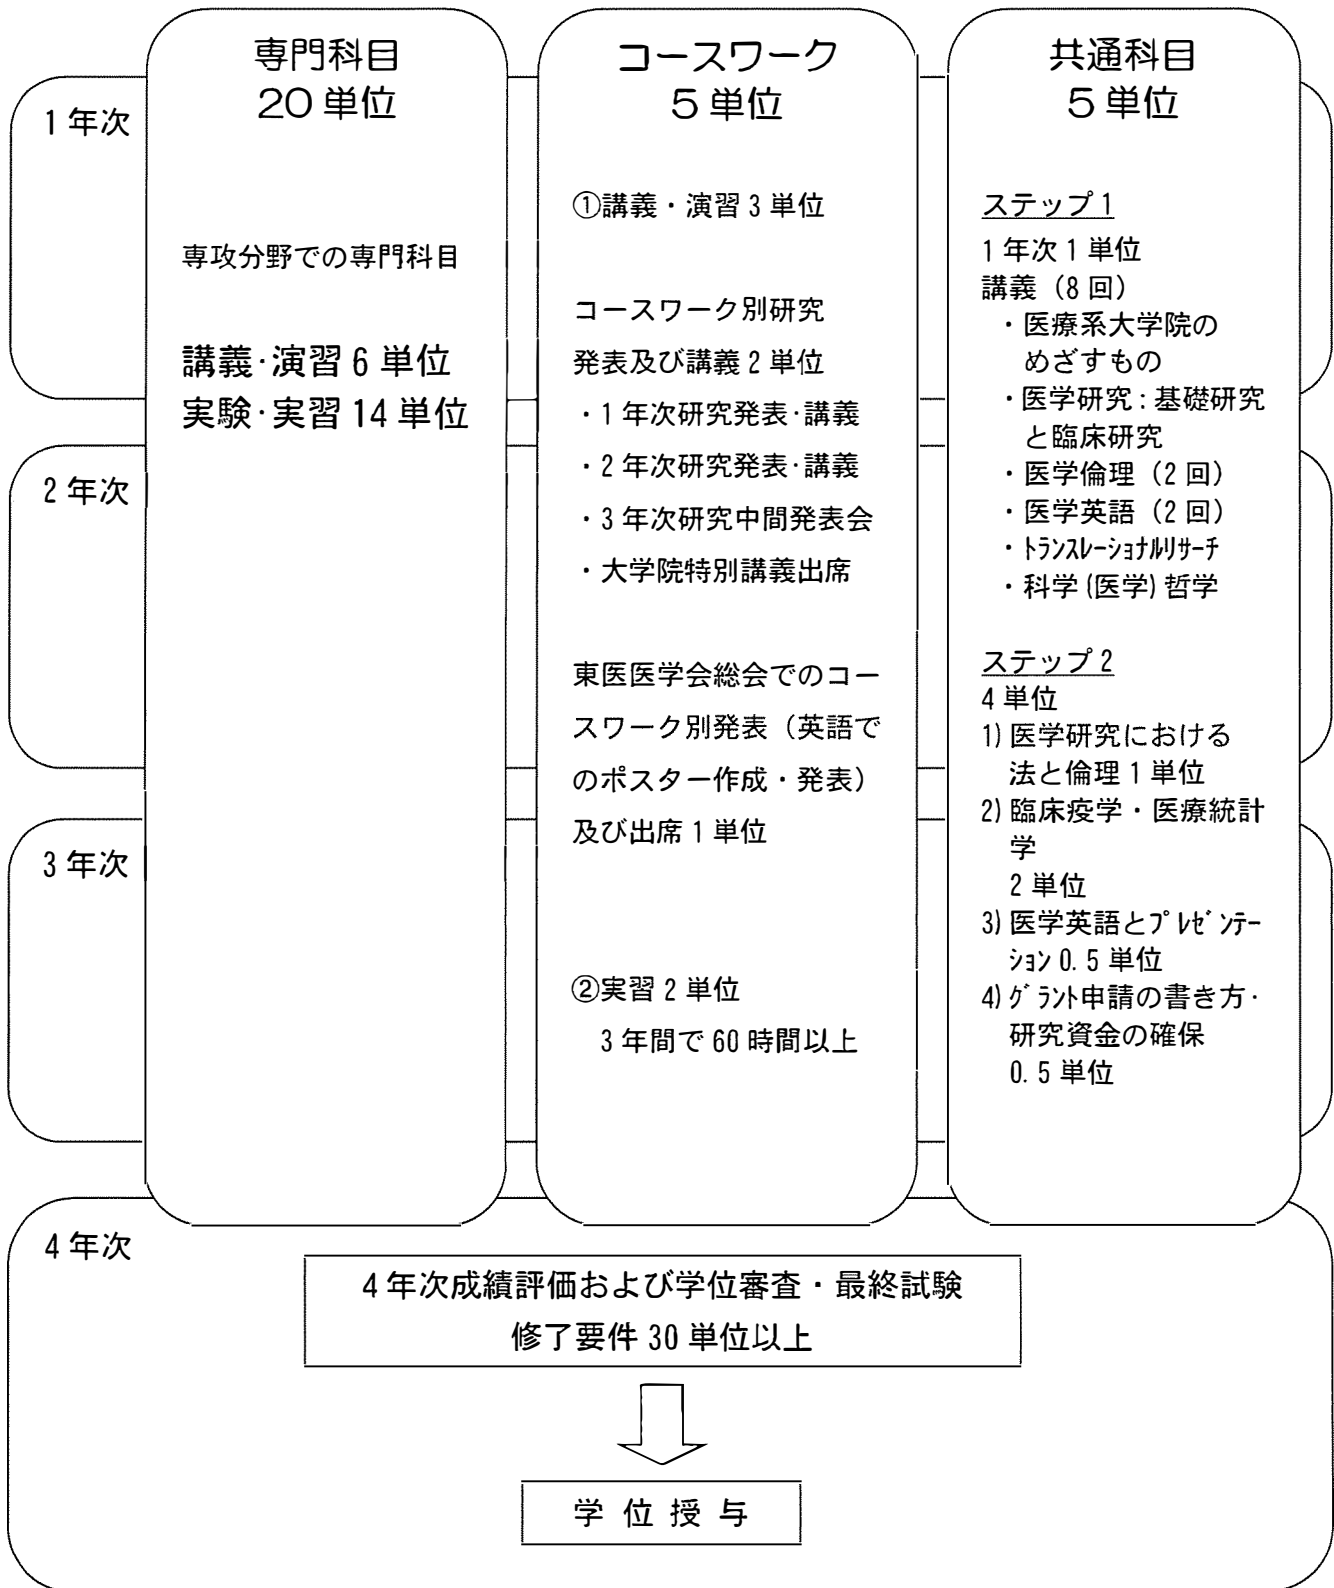 専門科目
20単位
コースワーク
5単位
共通科目
5単位
1年次
専攻分野での専門科目
講義・演習6単位
実験・実習14単位
①講義・演習3単位
コースワーク別研究
発表及び講義2単位
・1年次研究発表・講義
・2年次研究発表・講義
・3年次研究中間発表会
・大学院特別講義出席
東医医学会総会でのコー
スワーク別発表（英語で
のポスター作成・発表）
及び出席1単位
②実習2単位
3年間で60時間以上
ステップ1
1年次1単位
講義（8回）
・医療系大学院の
めざすもの
・医学研究：基礎研究
と臨床研究
・医学倫理（2回）
・医学英語（2回）
・ﾄﾗﾝｽﾚｰｼｮﾅﾙﾘｻｰﾁ
・科学(医学)哲学
ステップ2
4単位
1)医学研究における
法と倫理1単位
2)臨床疫学・医療統計
学
2単位
3)医学英語とﾌﾟﾚｾﾞﾝﾃｰ
ｼｮﾝ0.5単位
4)ｸﾞﾗﾝﾄ申請の書き方・
研究資金の確保
0.5単位
2年次
3年次
4年次
4年次成績評価および学位審査・最終試験
修了要件30単位以上
学位授与